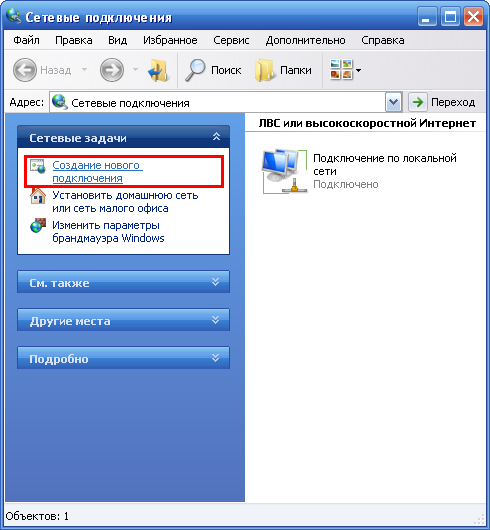 Сетевые подключения
Файл Правка Вид Избранное Сервис Дополнительно Справка
Назад Поиск Папки
Адрес: Сетевые подключения Переход
Сетевые задачи
Создание нового
подключения
Установить домашнюю сеть
или сеть малого офиса
Изменить параметры
брандмауэра Windows
См. также
Другие места
Подробно
ЛВС или высокоскоростной Интернет
Подключение по локальной
сети
Подключено
Объектов: 1